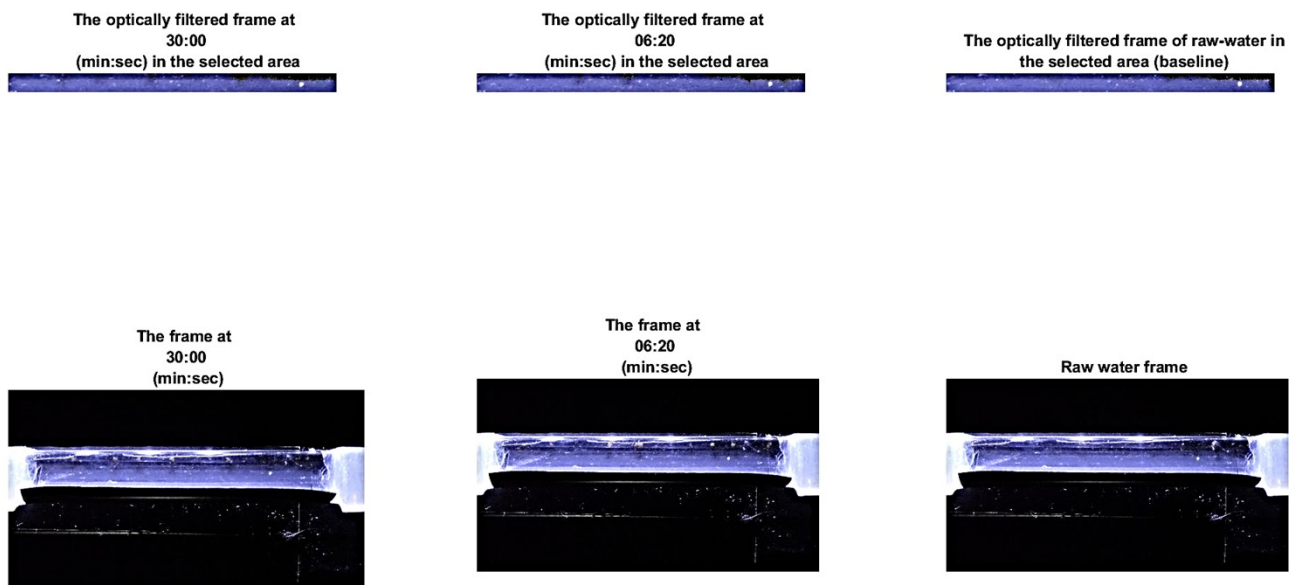 The optically filtered frame at
30:00
(min:sec) in the selected area
The optically filtered frame at
06:20
(min:sec) in the selected area
The optically filtered frame of raw-water in
the selected area (baseline)
The frame at
30:00
(min:sec)
The frame at
06:20
(min:sec)
Raw water frame